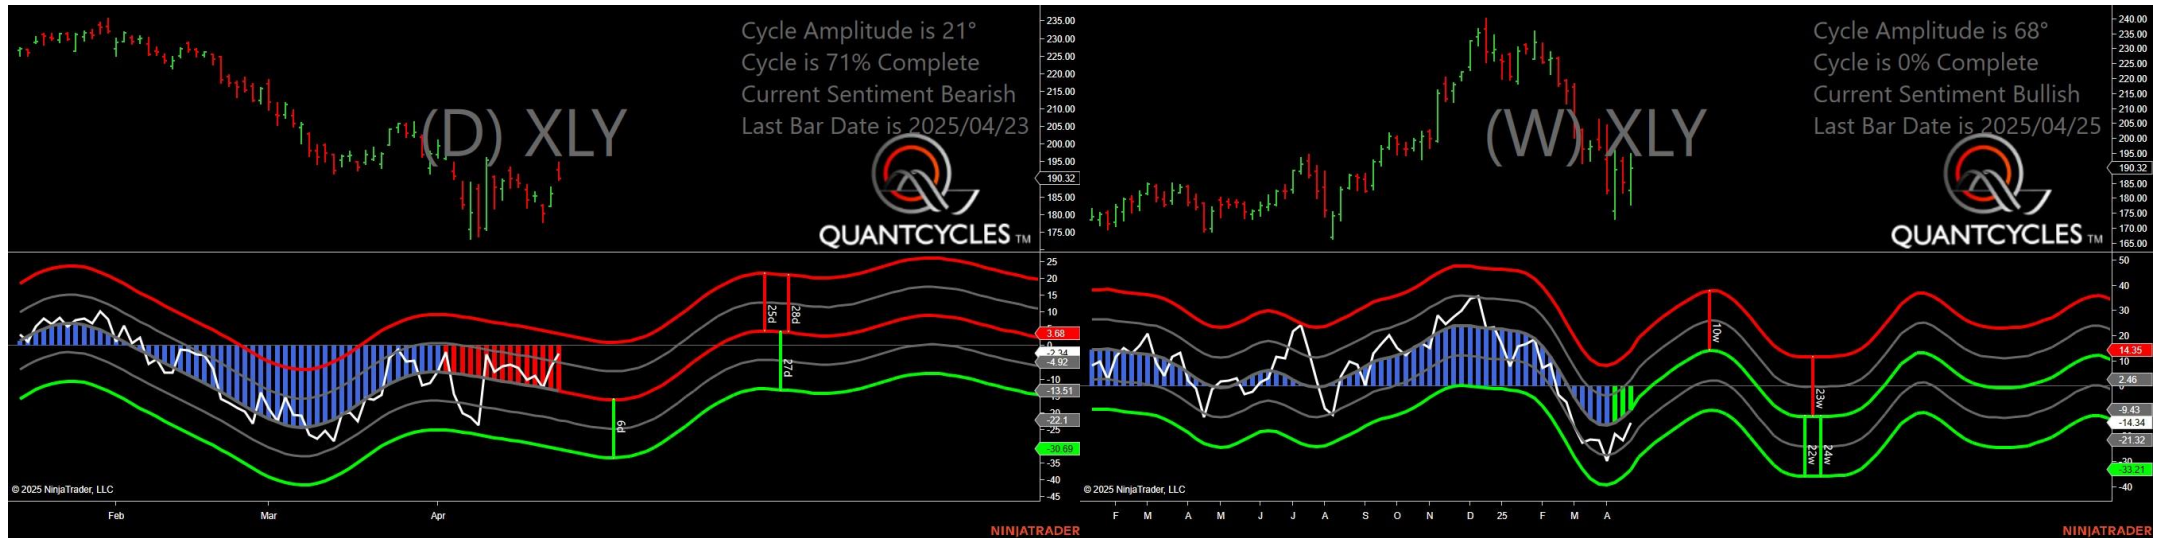 Cycle Amplitude is 21°
Cycle is 71% Complete
Current Sentiment Bearish
Last Bar Date is 2025/04/23
(D) XLY
QUANTCYCLES TM
235.00
230.00
225.00
220.00
215.00
210.00
205.00
200.00
195.00
190.32
185.00
180.00
175.00
25
20
15
10
3.68
-2.34
-4.92
-10
-13.51
-22.1
-25
-30.69
-35
-40
-45
25d
28d
27d
6d
© 2025 NinjaTrader, LLC
Feb
Mar
Apr
NINJATRADER
Cycle Amplitude is 68°
Cycle is 0% Complete
Current Sentiment Bullish
Last Bar Date is 2025/04/25
(W) XLY
QUANTCYCLES TM
240.00
235.00
230.00
225.00
220.00
215.00
210.00
205.00
200.00
195.00
190.32
185.00
180.00
175.00
170.00
165.00
50
40
30
20
14.35
10
2.46
-9.43
-14.34
-21.32
-30
-33.21
-40
10w
23w
22w
24w
© 2025 NinjaTrader, LLC
F M A M J J A S O N D 25 F M A
NINJATRADER